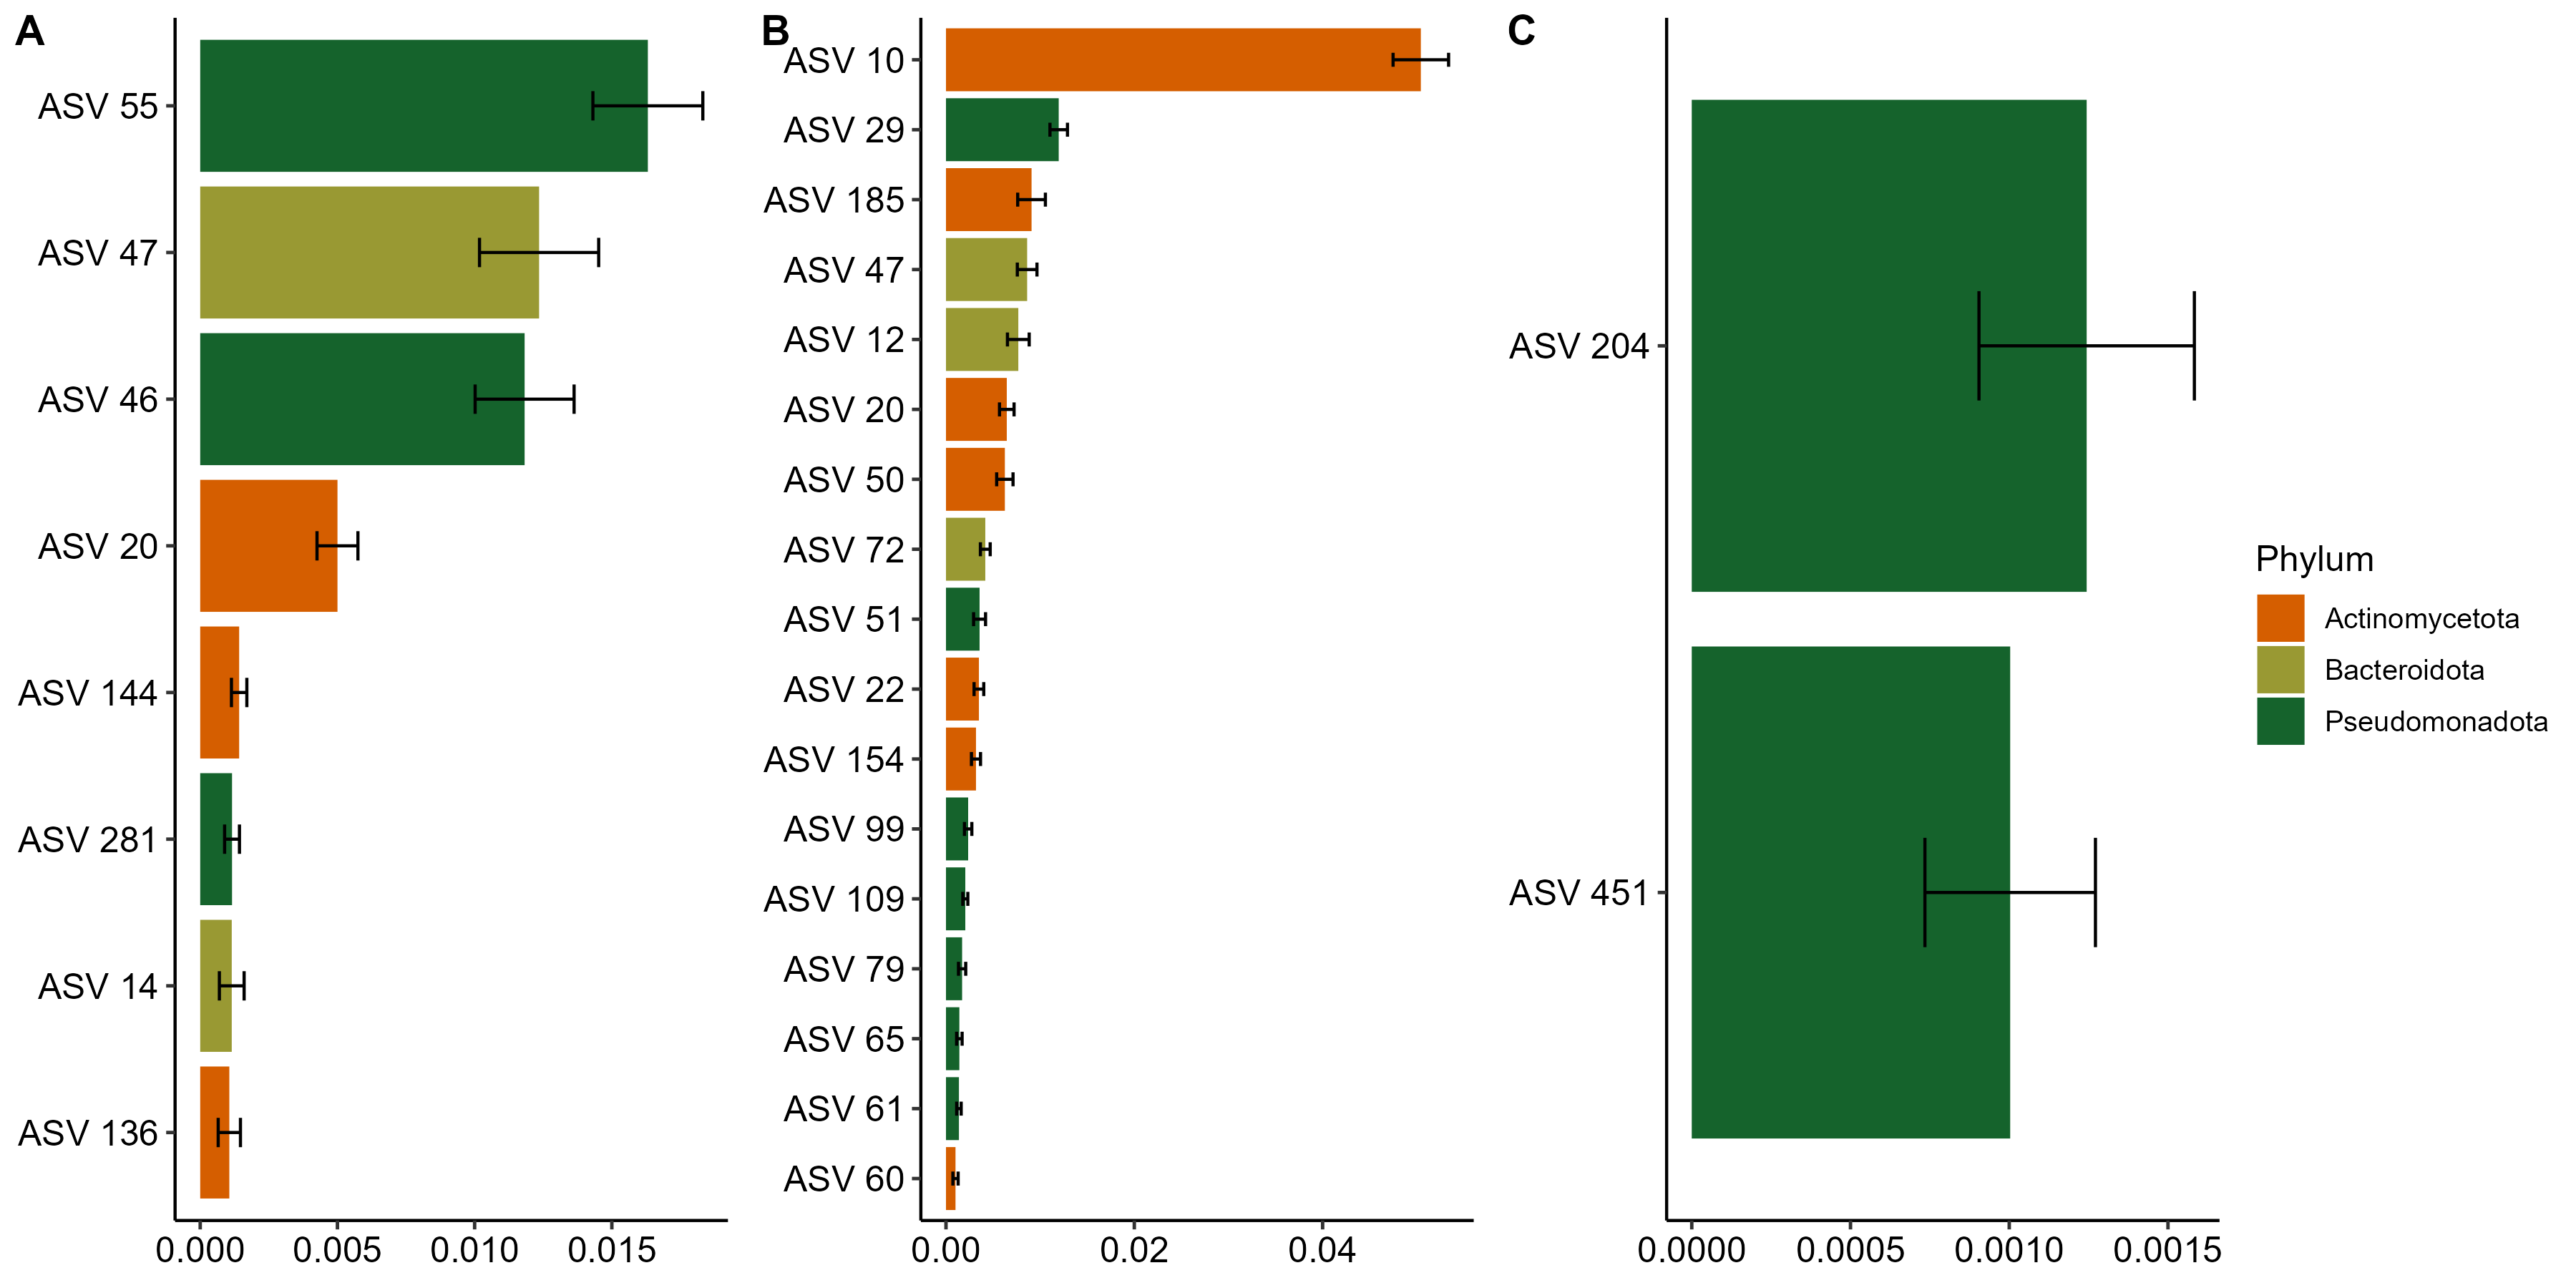 A
ASV 55
ASV 47
ASV 46
ASV 20
ASV 144
ASV 281
ASV 14
ASV 136
0.000 0.005 0.010 0.015
B
ASV 10
ASV 29
ASV 185
ASV 47
ASV 12
ASV 20
ASV 50
ASV 72
ASV 51
ASV 22
ASV 154
ASV 99
ASV 109
ASV 79
ASV 65
ASV 61
ASV 60
0.00 0.02 0.04
C
ASV 204
ASV 451
0.0000 0.0005 0.0010 0.0015
Phylum
Actinomycetota
Bacteroidota
Pseudomonadota